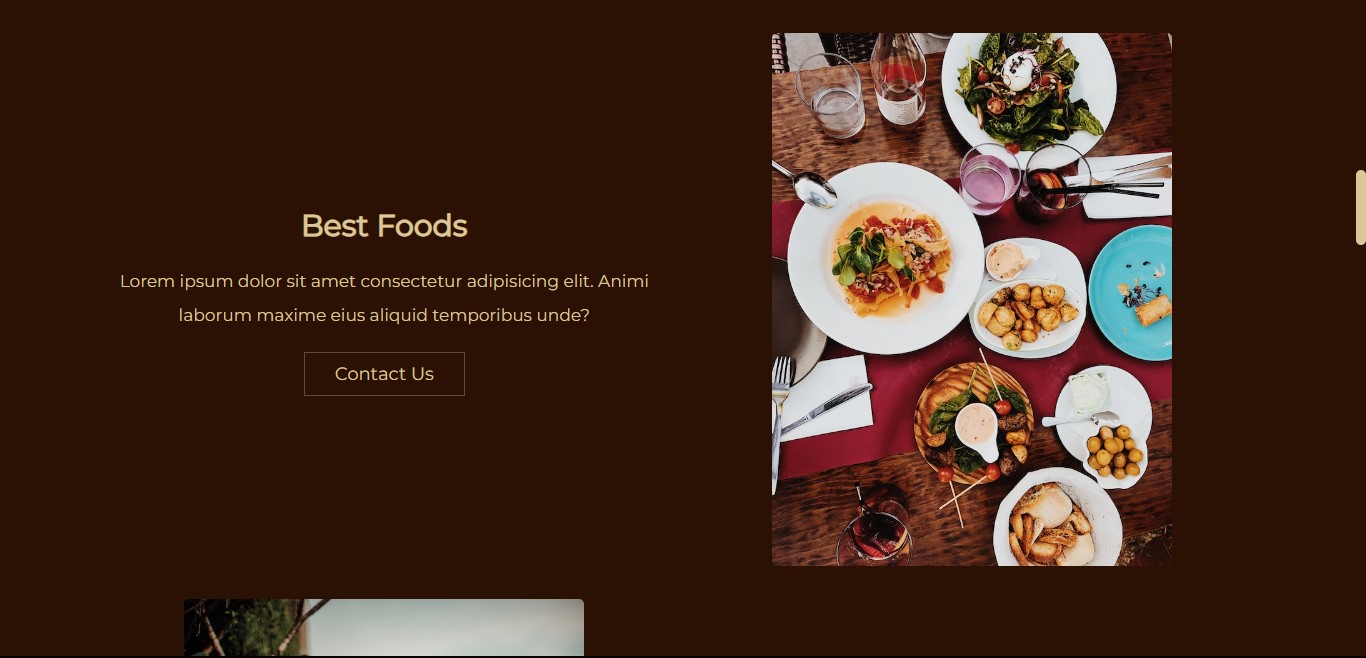 Best Foods
Lorem ipsum dolor sit amet consectetur adipisicing elit. Animi
laborum maxime eius aliquid temporibus unde?
Contact Us